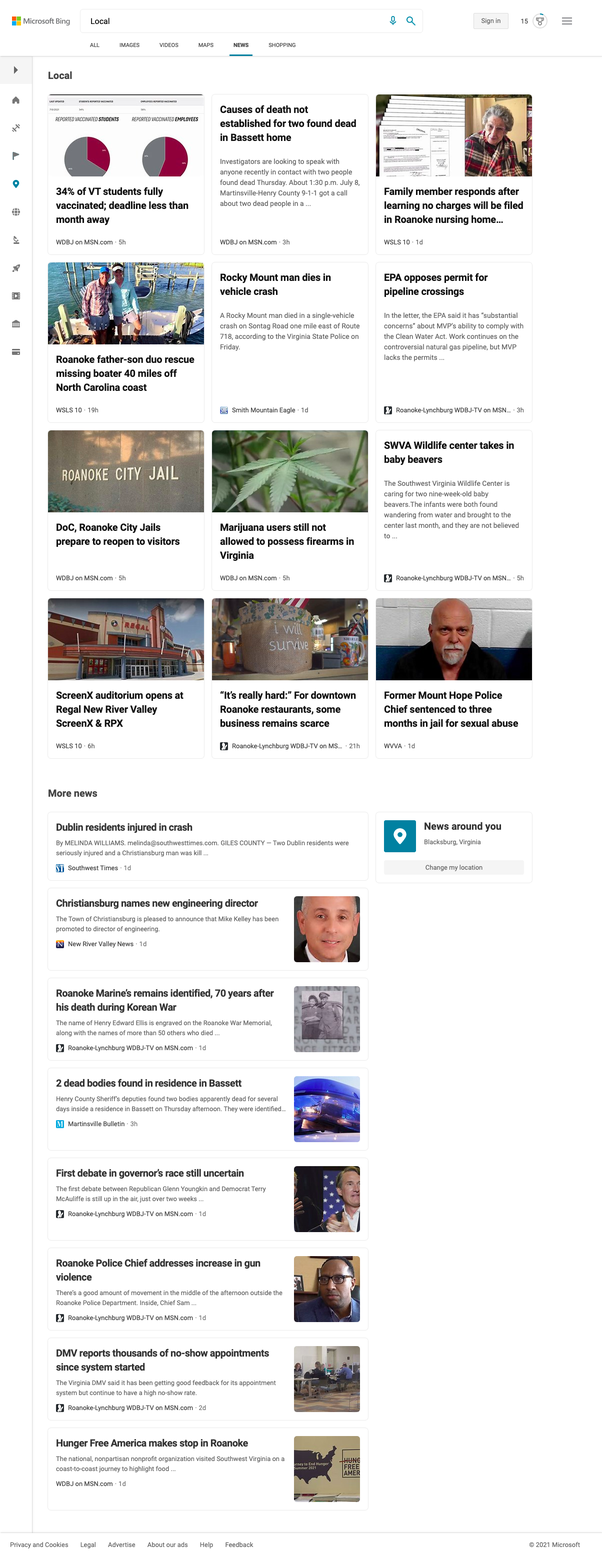 Microsoft Bing
Local
Sign in
15
ALL
IMAGES
VIDEOS
MAPS
NEWS
SHOPPING
Local
REPORTED VACCINATED STUDENTS
REPORTED VACCINATED EMPLOYEES
34% of VT students fully
vaccinated; deadline less than
month away
WDBJ on MSN.com · 5h
Causes of death not
established for two found dead
in Bassett home
Investigators are looking to speak with
anyone recently in contact with two people
found dead Thursday. About 1:30 p.m. July 8,
Martinsville-Henry County 9-1-1 got a call
about two dead people in a ...
WDBJ on MSN.com · 3h
Family member responds after
learning no charges will be filed
in Roanoke nursing home…
WSLS 10 · 1d
Roanoke father-son duo rescue
missing boater 40 miles off
North Carolina coast
WSLS 10 · 19h
Rocky Mount man dies in
vehicle crash
A Rocky Mount man died in a single-vehicle
crash on Sontag Road one mile east of Route
718, according to the Virginia State Police on
Friday.
Smith Mountain Eagle · 1d
EPA opposes permit for
pipeline crossings
In the letter, the EPA said it has “substantial
concerns” about MVP’s ability to comply with
the Clean Water Act. Work continues on the
controversial natural gas pipeline, but MVP
lacks the permits ...
Roanoke-Lynchburg WDBJ-TV on MSN… · 3h
ROANOKE CITY JAIL
DoC, Roanoke City Jails
prepare to reopen to visitors
WDBJ on MSN.com · 5h
Marijuana users still not
allowed to possess firearms in
Virginia
WDBJ on MSN.com · 5h
SWVA Wildlife center takes in
baby beavers
The Southwest Virginia Wildlife Center is
caring for two nine-week-old baby
beavers.The infants were both found
wandering from water and brought to the
center last month, and they are not believed
to ...
Roanoke-Lynchburg WDBJ-TV on MSN… · 5h
REGAL
ScreenX auditorium opens at
Regal New River Valley
ScreenX & RPX
WSLS 10 · 6h
i will
survive
“It’s really hard:” For downtown
Roanoke restaurants, some
business remains scarce
Roanoke-Lynchburg WDBJ-TV on MS… · 21h
Former Mount Hope Police
Chief sentenced to three
months in jail for sexual abuse
WVVA · 1d
More news
Dublin residents injured in crash
By MELINDA WILLIAMS. melinda@southwesttimes.com. GILES COUNTY — Two Dublin residents were
seriously injured and a Christiansburg man was kill ...
Southwest Times · 1d
News around you
Blacksburg, Virginia
Change my location
Christiansburg names new engineering director
The Town of Christiansburg is pleased to announce that Mike Kelley has been
promoted to director of engineering.
New River Valley News · 1d
Roanoke Marine’s remains identified, 70 years after
his death during Korean War
The name of Henry Edward Ellis is engraved on the Roanoke War Memorial,
along with the names of more than 50 others who died ...
Roanoke-Lynchburg WDBJ-TV on MSN.com · 1d
2 dead bodies found in residence in Bassett
Henry County Sheriff’s deputies found two bodies apparently dead for several
days inside a residence in Bassett on Thursday afternoon. They were identified…
Martinsville Bulletin · 3h
First debate in governor’s race still uncertain
The first debate between Republican Glenn Youngkin and Democrat Terry
McAuliffe is still up in the air, just over two weeks ...
Roanoke-Lynchburg WDBJ-TV on MSN.com · 1d
Roanoke Police Chief addresses increase in gun
violence
There’s a good amount of movement in the middle of the afternoon outside the
Roanoke Police Department. Inside, Chief Sam ...
Roanoke-Lynchburg WDBJ-TV on MSN.com · 1d
DMV reports thousands of no-show appointments
since system started
The Virginia DMV said it has been getting good feedback for its appointment
system but continue to have a high no-show rate.
Roanoke-Lynchburg WDBJ-TV on MSN.com · 2d
Hunger Free America makes stop in Roanoke
The national, nonpartisan nonprofit organization visited Southwest Virginia on a
coast-to-coast journey to highlight food ...
WDBJ on MSN.com · 1d
Privacy and Cookies
Legal
Advertise
About our ads
Help
Feedback
© 2021 Microsoft